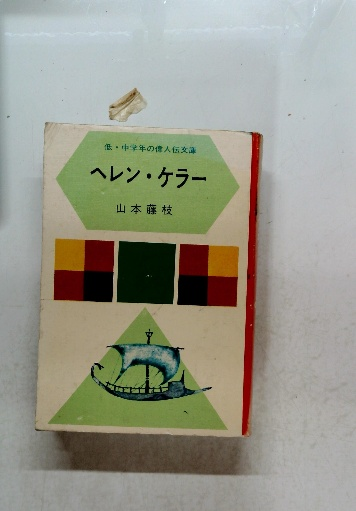 低・中学年の偉人伝文庫
ヘレン・ケラー
山本藤枝